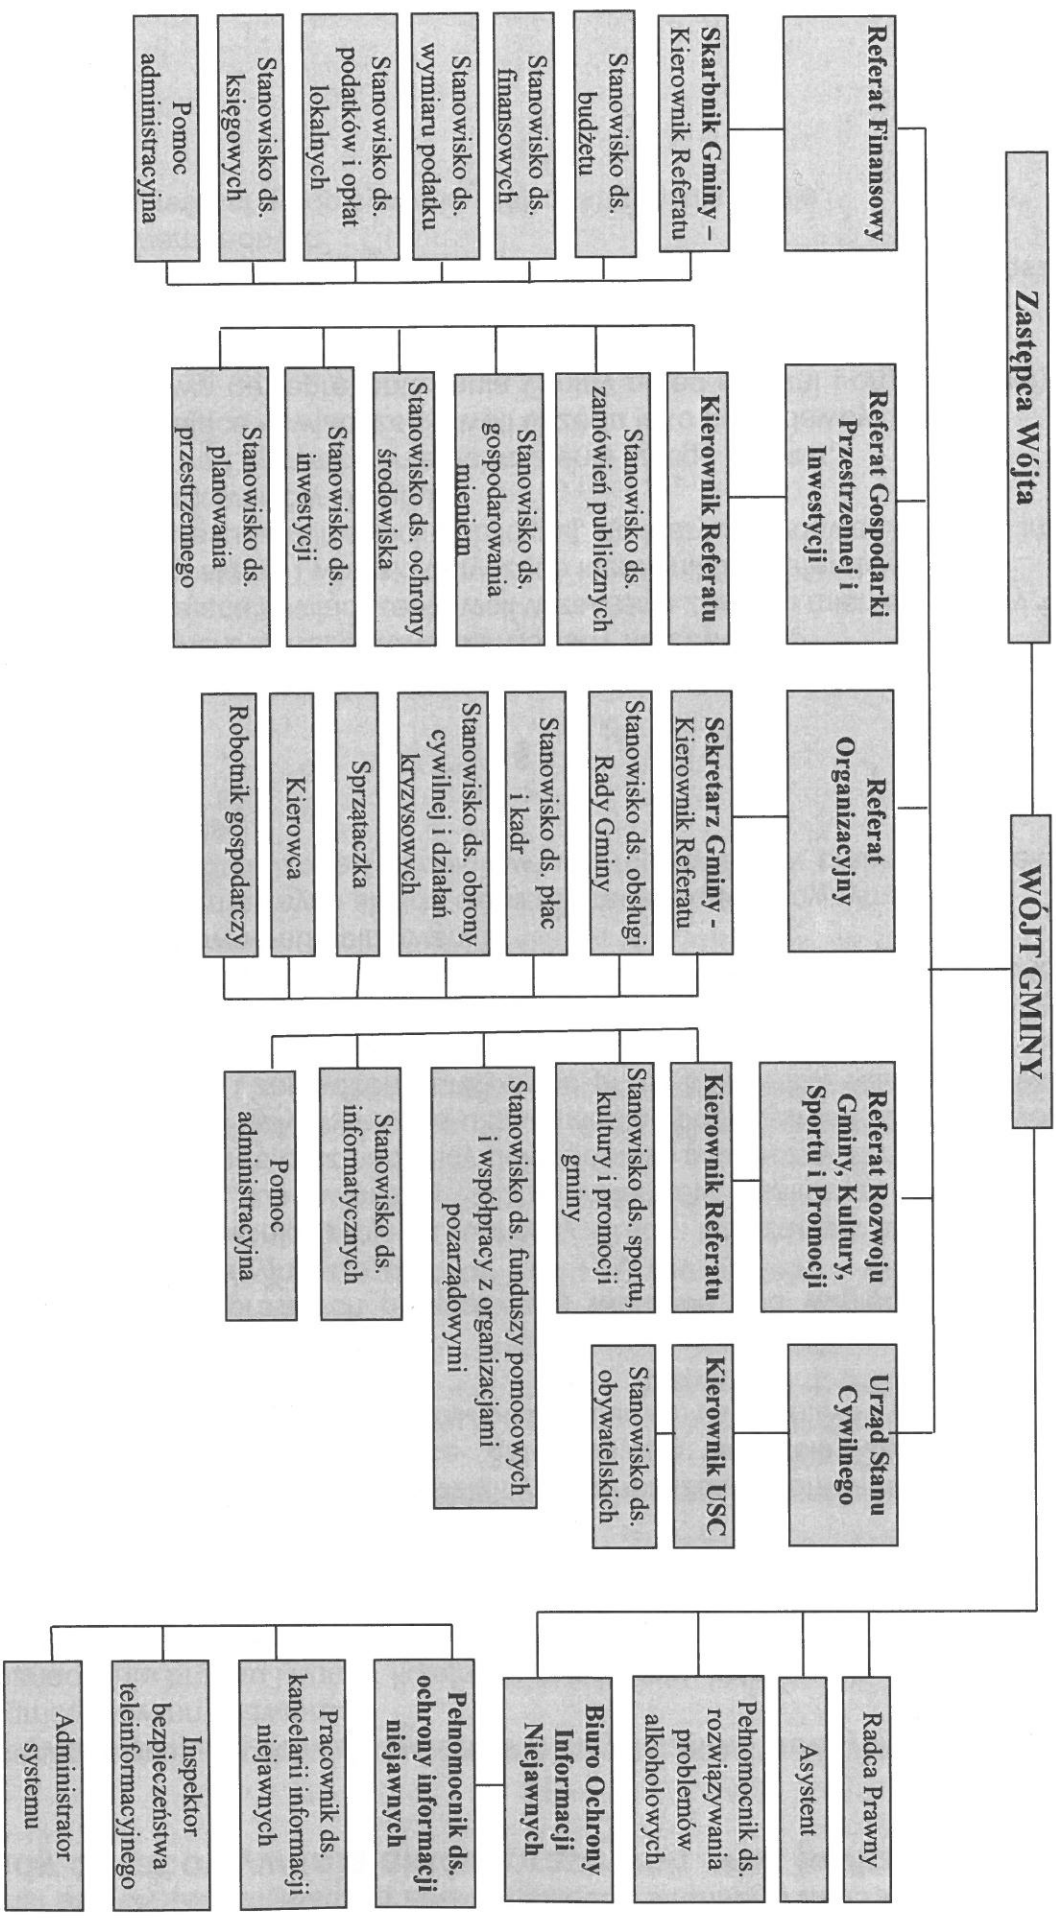 Zastępca Wójta
WÓJT GMINY
Referat Finansowy
Skarbnik Gminy –
Kierownik Referatu
Stanowisko ds.
budżetu
Stanowisko ds.
finansowych
Stanowisko ds.
wymiaru podatku
Stanowisko ds.
podatków i opłat
lokalnych
Stanowisko ds.
księgowych
Pomoc
administracyjna
Referat Gospodarki
Przestrzennej i
Inwestycji
Kierownik Referatu
Stanowisko ds.
zamówień publicznych
Stanowisko ds.
gospodarowania
mieniem
Stanowisko ds. ochrony
środowiska
Stanowisko ds.
inwestycji
Stanowisko ds.
planowania
przestrzennego
Referat
Organizacyjny
Sekretarz Gminy -
Kierownik Referatu
Stanowisko ds. obsługi
Rady Gminy
Stanowisko ds. płac
i kadr
Stanowisko ds. obrony
cywilnej i działań
kryzysowych
Sprzątaczka
Kierowca
Robotnik gospodarczy
Referat Rozwoju
Gminy, Kultury,
Sportu i Promocji
Kierownik Referatu
Stanowisko ds. sportu,
kultury i promocji
gminy
Stanowisko ds. funduszy pomocowych
i współpracy z organizacjami
pozarządowymi
Stanowisko ds.
informatycznych
Pomoc
administracyjna
Urząd Stanu
Cywilnego
Kierownik USC
Stanowisko ds.
obywatelskich
Radca Prawny
Asystent
Pełnomocnik ds.
rozwiązywania
problemów
alkoholowych
Biuro Ochrony
Informacji
Niejawnych
Pełnomocnik ds.
ochrony informacji
niejawnych
Pracownik ds.
kancelarii informacji
niejawnych
Inspektor
bezpieczeństwa
teleinformacyjnego
Administrator
systemu